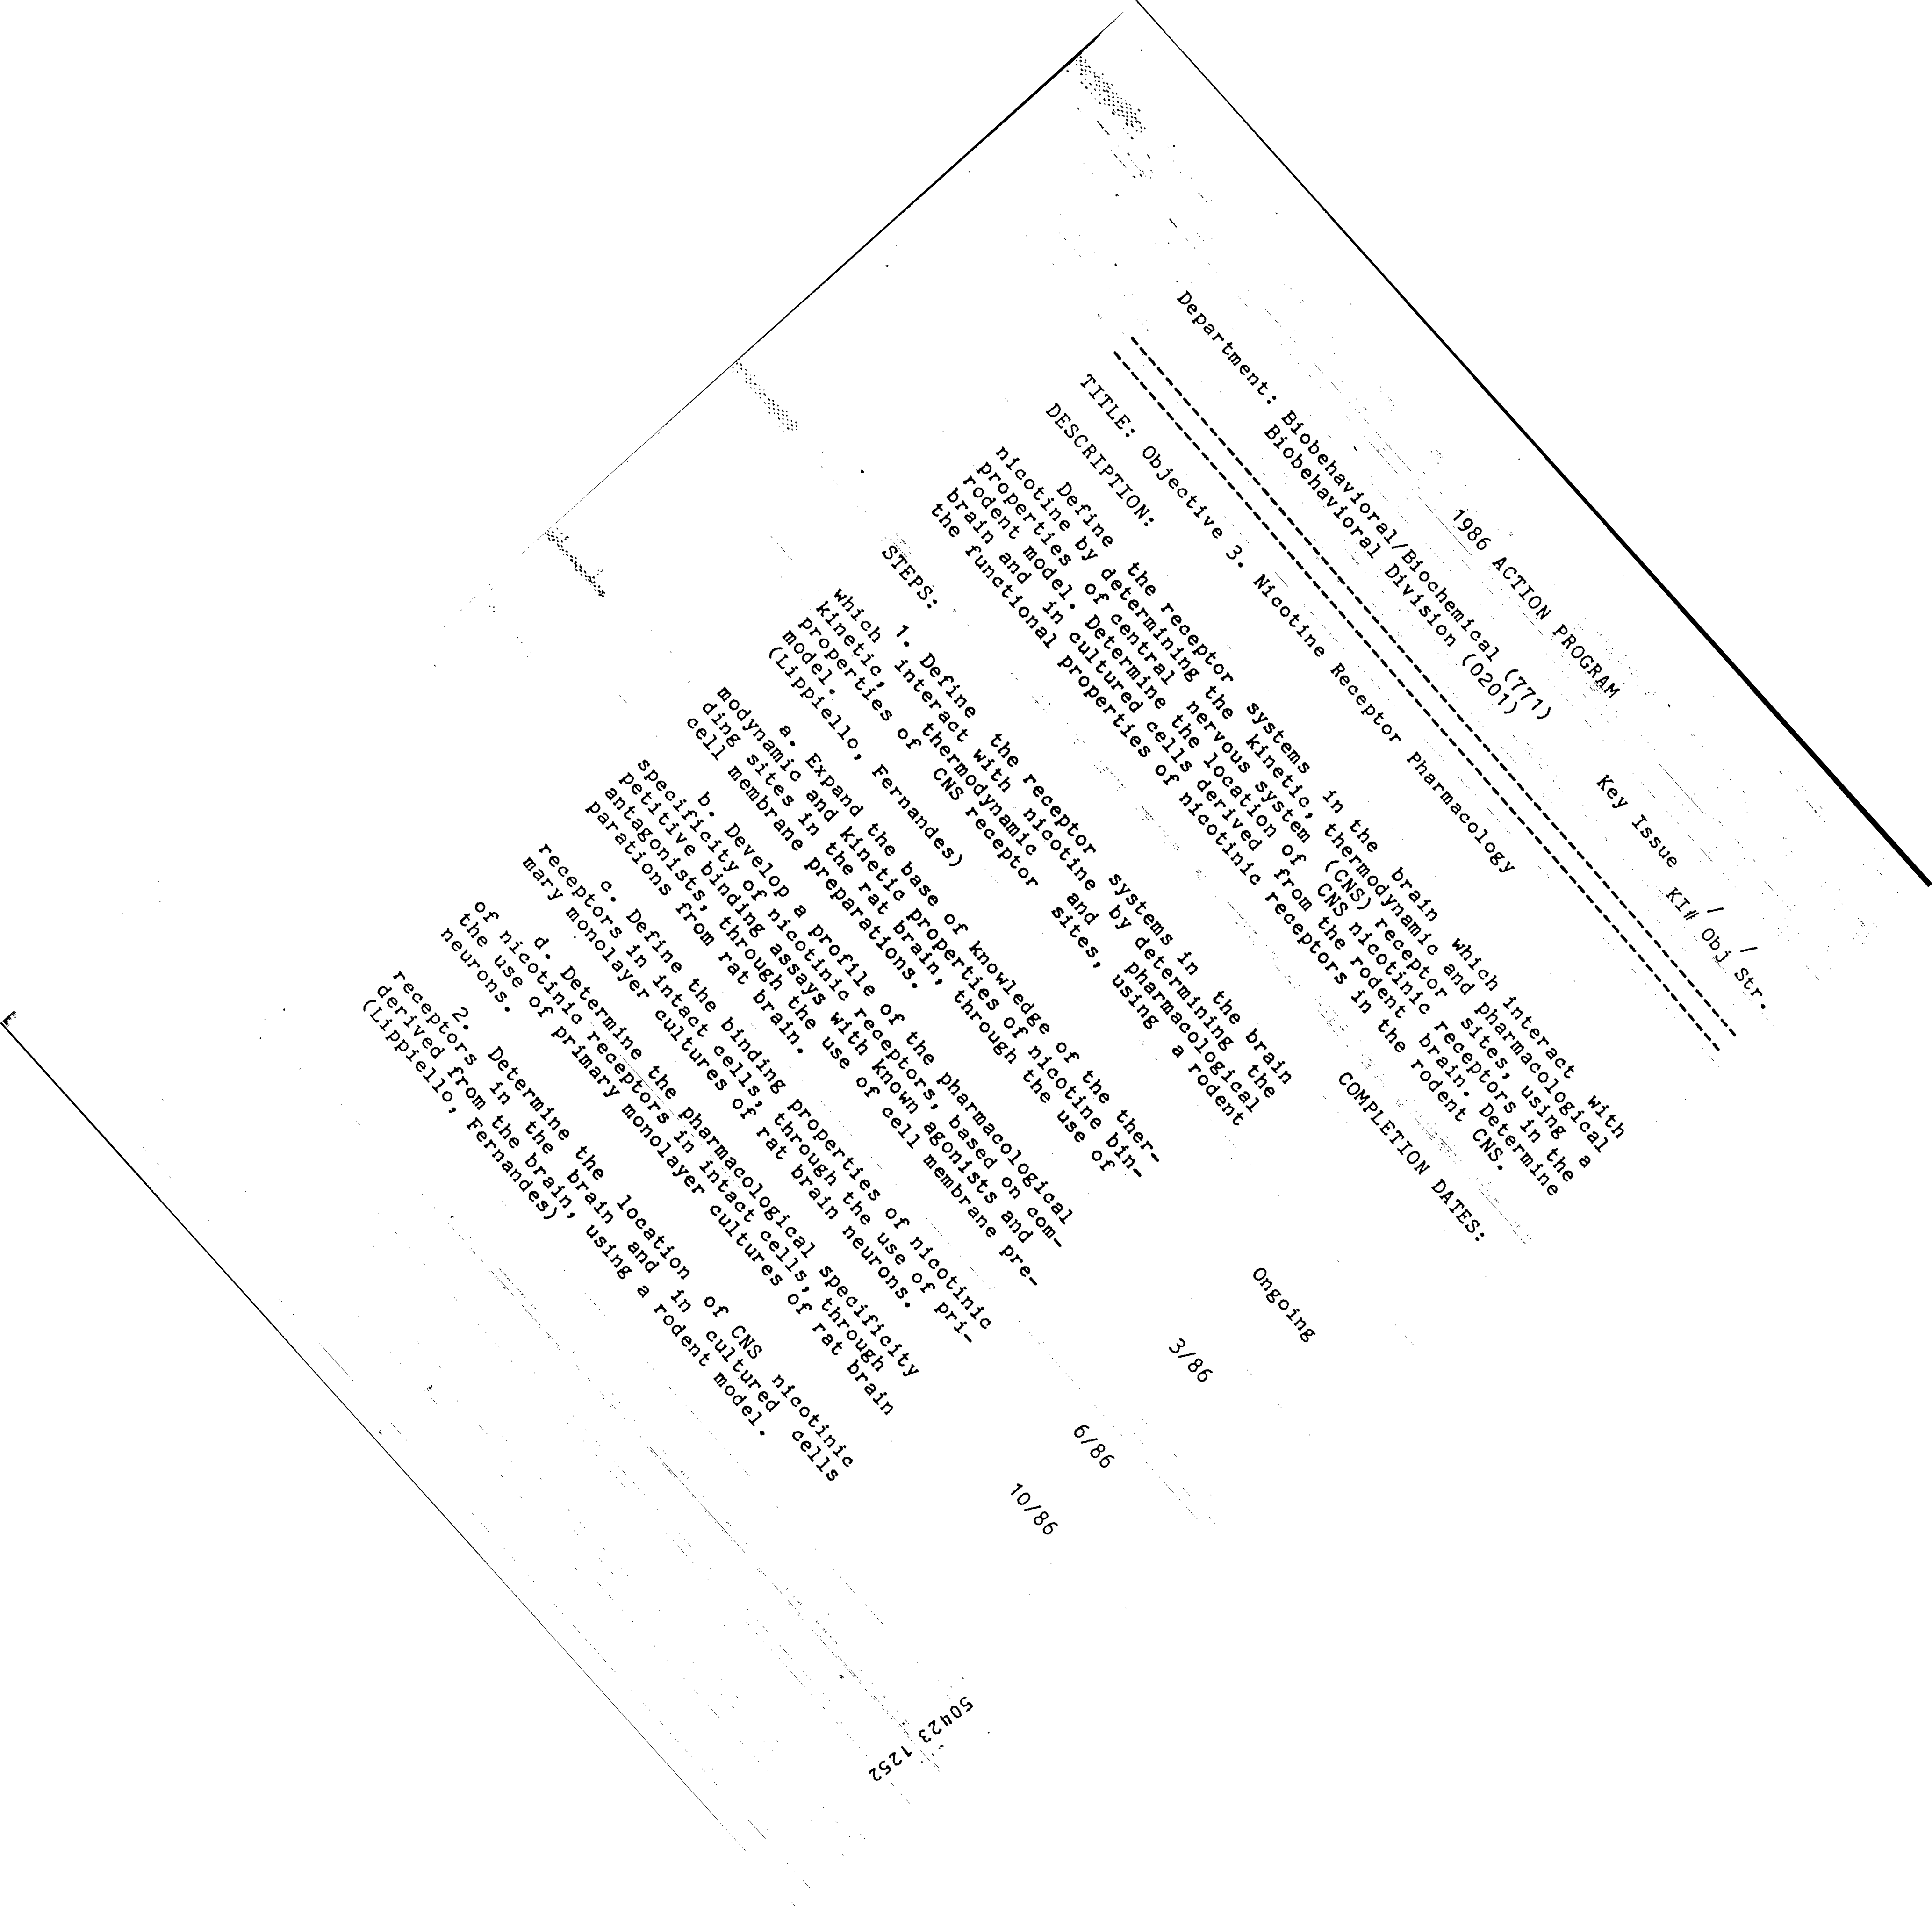 1986 ACTION PROGRAM
Department: Biobehavioral/Biochemical (771)
Biobehavioral Division (0201)
Key Issue / /
KI# Obj Str.
TITLE: Objective 3. Nicotine Receptor Pharmacology
DESCRIPTION:
Define the receptor systems in the brain which interact with
nicotine by determining the kinetic, thermodynamic and pharmacological
properties of central nervous system (CNS) receptor sites, using a
rodent model. Determine the location of CNS nicotinic receptors in the
brain and in cultured cells derived from the rodent brain. Determine
the functional properties of nicotinic receptors in the rodent CNS.
STEPS: COMPLETION DATES:
1. Define the receptor systems in the brain
which interact with nicotine by determining the
kinetic, thermodynamic and pharmacological
properties of CNS receptor sites, using a rodent
model.
(Lippiello, Fernandes)
a. Expand the base of knowledge of the ther-
modynamic and kinetic properties of nicotine bin-
ding sites in the rat brain, through the use of
cell membrane preparations. Ongoing
b. Develop a profile of the pharmacological
specificity of nicotinic receptors, based on com-
petitive binding assays with known agonists and
antagonists, through the use of cell membrane pre-
parations from rat brain. 3/86
c. Define the binding properties of nicotinic
receptors in intact cells, through the use of pri-
mary monolayer cultures of rat brain neurons. 6/86
d. Determine the pharmacological specificity
of nicotinic receptors in intact cells, through
the use of primary monolayer cultures of rat brain
neurons. 10/86
2. Determine the location of CNS nicotinic
receptors in the brain and in cultured cells
derived from the brain, using a rodent model.
(Lippiello, Fernandes)
50423 1252